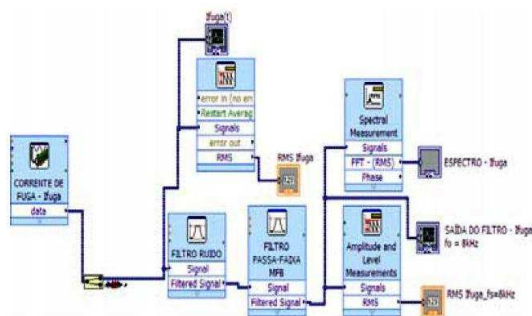 Ifuga(t)
error in (no err
Restart Averag
Signals
error out
RMS
RMS Ifuga
CORRENTE DE
FUGA - Ifuga
data
FILTRO RUIDO
Signal
Filtered Signal
FILTRO
PASSA-FAIXA
MFB
Signal
Filtered Signal
Spectral
Measurement
Signals
FFT - (RMS)
Phase
ESPECTRO - Ifuga
SAÍDA DO FILTRO - Ifuga
fo = 8kHz
Amplitude and
Level
Measurements
Signals
RMS
RMS Ifuga_fs=8kHz